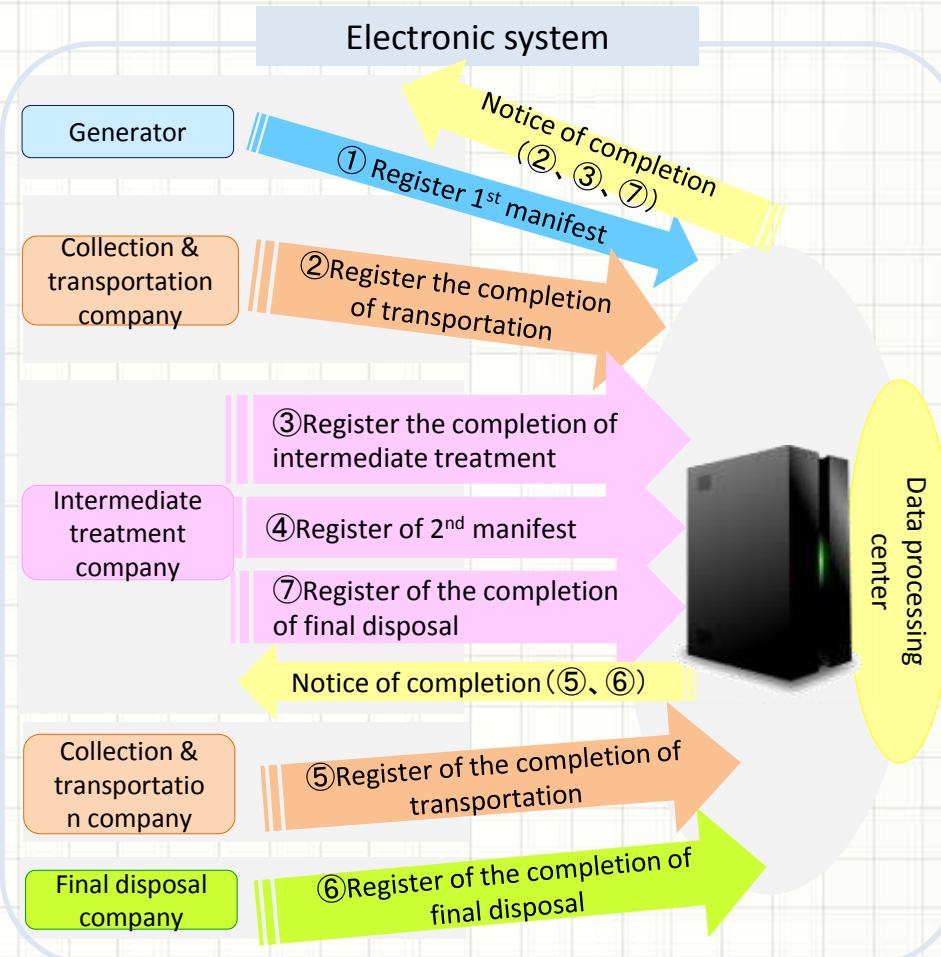 Electronic system
Generator
Notice of completion
(②、③、⑦)
① Register 1st manifest
Collection &
transportation
company
②Register the completion
of transportation
③Register the completion of
intermediate treatment
Intermediate
treatment
company
④Register of 2nd manifest
⑦Register of the completion
of final disposal
Notice of completion(⑤、⑥)
Data processing
center
Collection &
transportatio
n company
⑤Register of the completion of
transportation
Final disposal
company
⑥Register of the completion of
final disposal